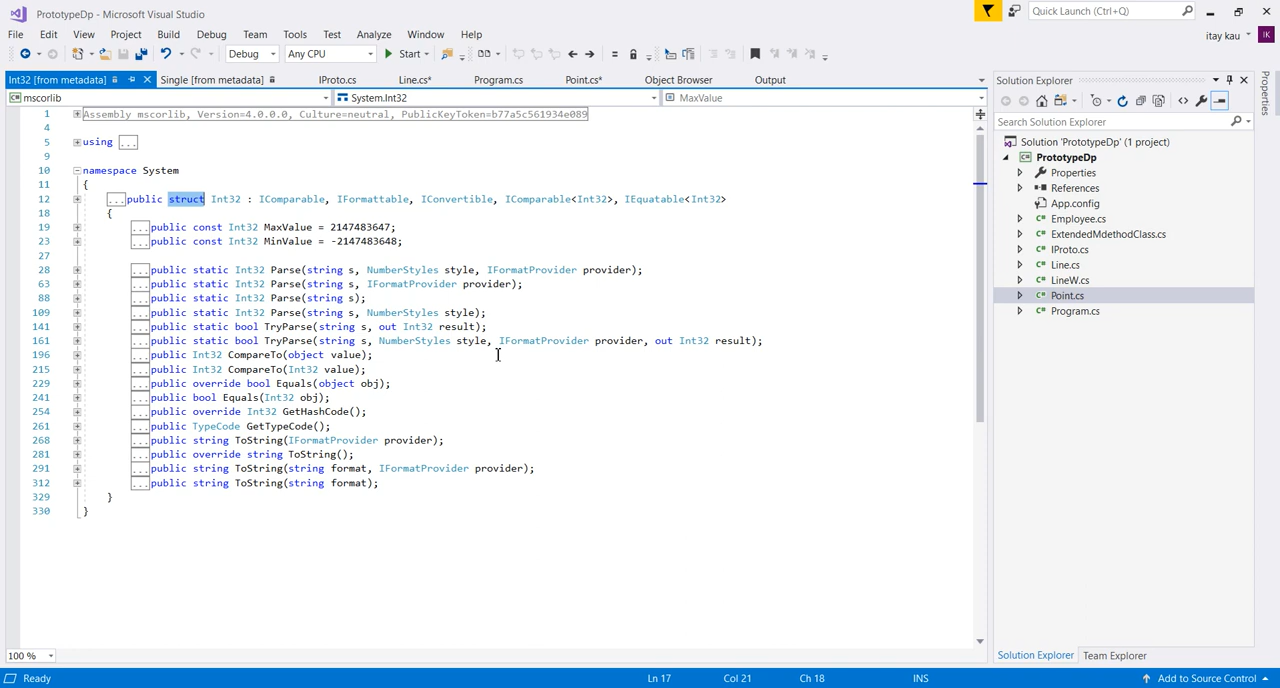 PrototypeDp - Microsoft Visual Studio
Quick Launch (Ctrl+Q)
File Edit View Project Build Debug Team Tools Test Analyze Window Help
itay kau IK
Debug Any CPU Start
Int32 [from metadata] Single [from metadata] IProto.cs Line.cs* Program.cs Point.cs* Object Browser Output
mscorlib System.Int32 MaxValue
1 Assembly mscorlib, Version=4.0.0.0, Culture=neutral, PublicKeyToken=b77a5c561934e089
4
5 using ...
9
10 namespace System
11 {
12 ...public struct Int32 : IComparable, IFormattable, IConvertible, IComparable<Int32>, IEquatable<Int32>
18 {
19 ...public const Int32 MaxValue = 2147483647;
23 ...public const Int32 MinValue = -2147483648;
27
28 ...public static Int32 Parse(string s, NumberStyles style, IFormatProvider provider);
63 ...public static Int32 Parse(string s, IFormatProvider provider);
88 ...public static Int32 Parse(string s);
109 ...public static Int32 Parse(string s, NumberStyles style);
141 ...public static bool TryParse(string s, out Int32 result);
161 ...public static bool TryParse(string s, NumberStyles style, IFormatProvider provider, out Int32 result);
196 ...public Int32 CompareTo(object value);
215 ...public Int32 CompareTo(Int32 value);
229 ...public override bool Equals(object obj);
241 ...public bool Equals(Int32 obj);
254 ...public override Int32 GetHashCode();
261 ...public TypeCode GetTypeCode();
268 ...public string ToString(IFormatProvider provider);
281 ...public override string ToString();
291 ...public string ToString(string format, IFormatProvider provider);
312 ...public string ToString(string format);
329 }
330 }
100 %
Solution Explorer
Search Solution Explorer
Solution 'PrototypeDp' (1 project)
PrototypeDp
Properties
References
App.config
Employee.cs
ExtendedMdethodClass.cs
IProto.cs
Line.cs
LineW.cs
Point.cs
Program.cs
Solution Explorer Team Explorer
Properties
Ready Ln 17 Col 21 Ch 18 INS Add to Source Control